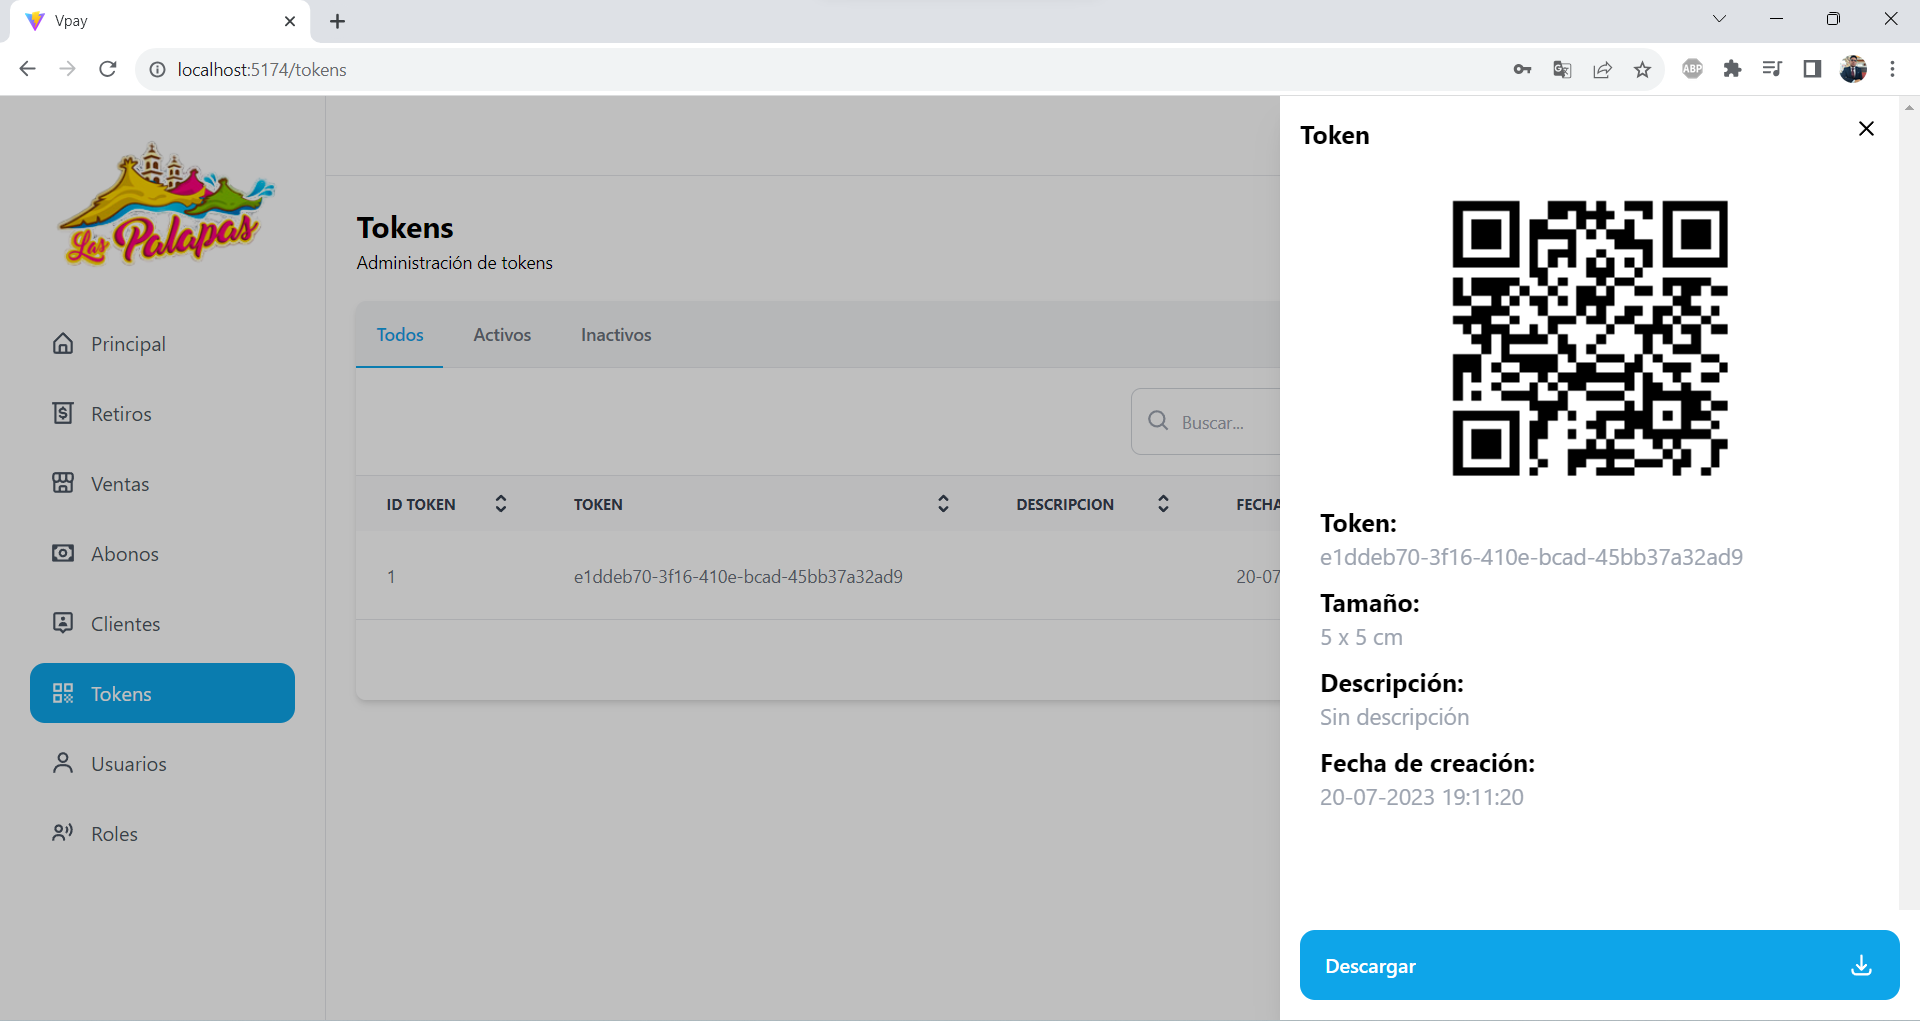 Vpay
localhost:5174/tokens
ABP
Las Palapas
Principal
Retiros
Ventas
Abonos
Clientes
Tokens
Usuarios
Roles
Tokens
Administración de tokens
Todos Activos Inactivos
Buscar...
ID TOKEN TOKEN DESCRIPCION FECHA
1 e1ddeb70-3f16-410e-bcad-45bb37a32ad9 20-07
Token
Token:
e1ddeb70-3f16-410e-bcad-45bb37a32ad9
Tamaño:
5 x 5 cm
Descripción:
Sin descripción
Fecha de creación:
20-07-2023 19:11:20
Descargar